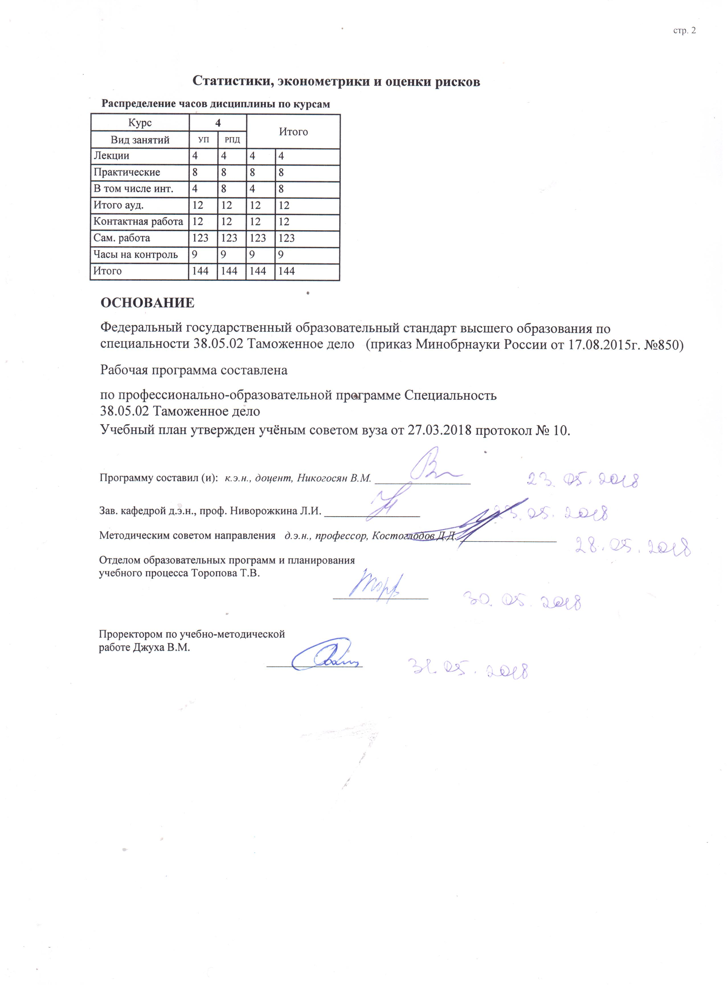 стр. 2
Статистики, эконометрики и оценки рисков
Распределение часов дисциплины по курсам
Курс 4 Итого
Вид занятий УП РПД
Лекции 4 4 4 4
Практические 8 8 8 8
В том числе инт. 4 8 4 8
Итого ауд. 12 12 12 12
Контактная работа 12 12 12 12
Сам. работа 123 123 123 123
Часы на контроль 9 9 9 9
Итого 144 144 144 144
ОСНОВАНИЕ
Федеральный государственный образовательный стандарт высшего образования по
специальности 38.05.02 Таможенное дело (приказ Минобрнауки России от 17.08.2015г. №850)
Рабочая программа составлена
по профессионально-образовательной программе Специальность
38.05.02 Таможенное дело
Учебный план утвержден учёным советом вуза от 27.03.2018 протокол № 10.
Программу составил (и): к.э.н., доцент, Никогосян В.М. 23.05.2018
Зав. кафедрой д.э.н., проф. Ниворожкина Л.И. 23.05.2018
Методическим советом направления д.э.н., профессор, Костоглодов Д.Д. 28.05.2018
Отделом образовательных программ и планирования
учебного процесса Торопова Т.В.
30.05.2018
Проректором по учебно-методической
работе Джуха В.М.
31.05.2018